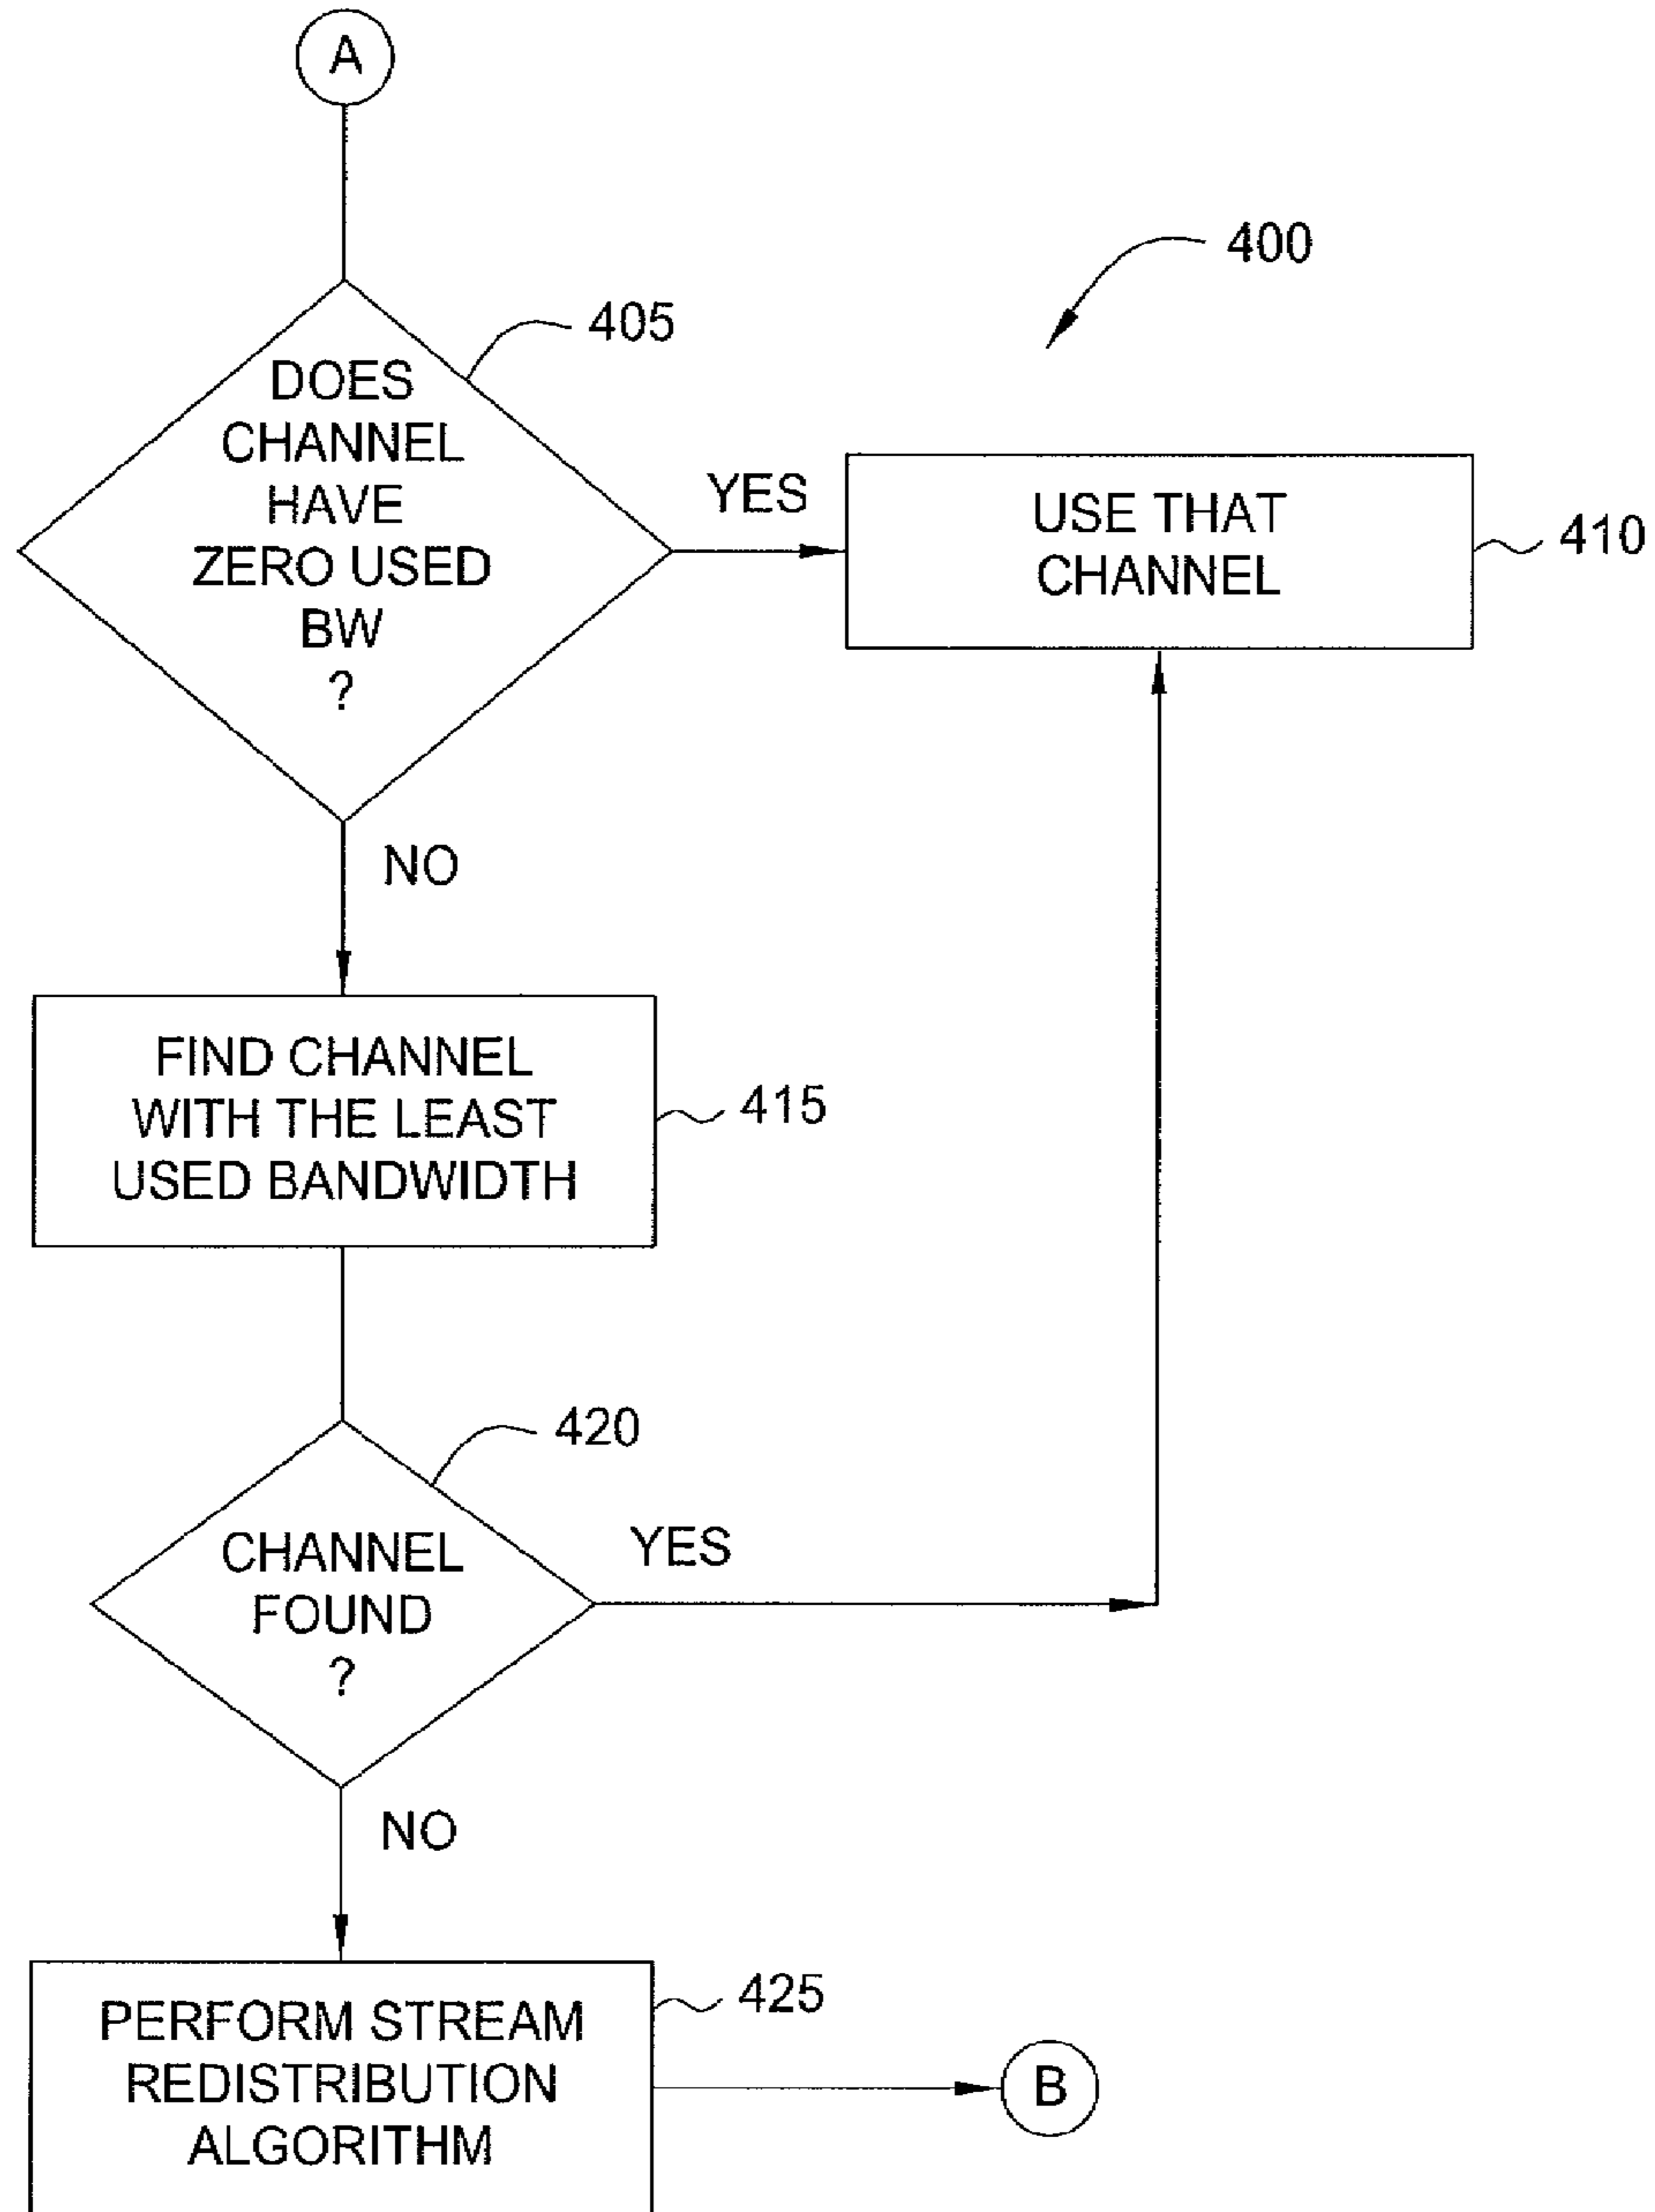 A
400
405
DOES
CHANNEL
HAVE
ZERO USED
BW
?
YES
USE THAT
CHANNEL
410
NO
FIND CHANNEL
WITH THE LEAST
USED BANDWIDTH
415
420
CHANNEL
FOUND
?
YES
NO
PERFORM STREAM
REDISTRIBUTION
ALGORITHM
425
B